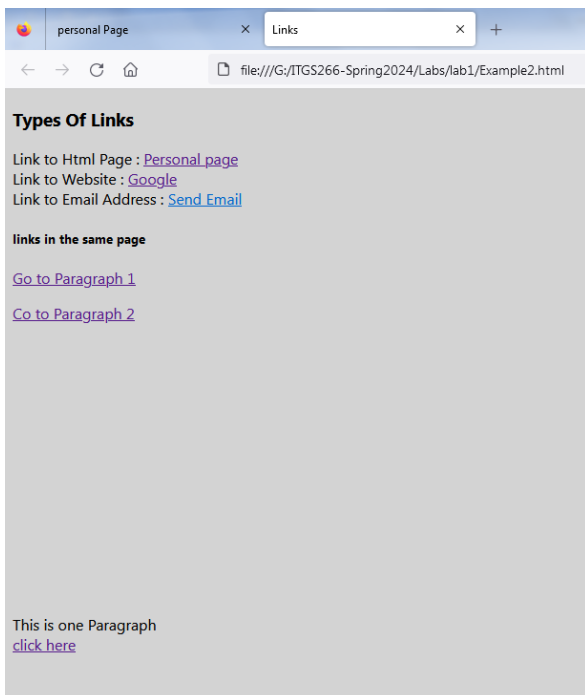 personal Page
Links
file:///G:/ITGS266-Spring2024/Labs/lab1/Example2.html
Types Of Links
Link to Html Page : Personal page
Link to Website : Google
Link to Email Address : Send Email
links in the same page
Go to Paragraph 1
Co to Paragraph 2
This is one Paragraph
click here